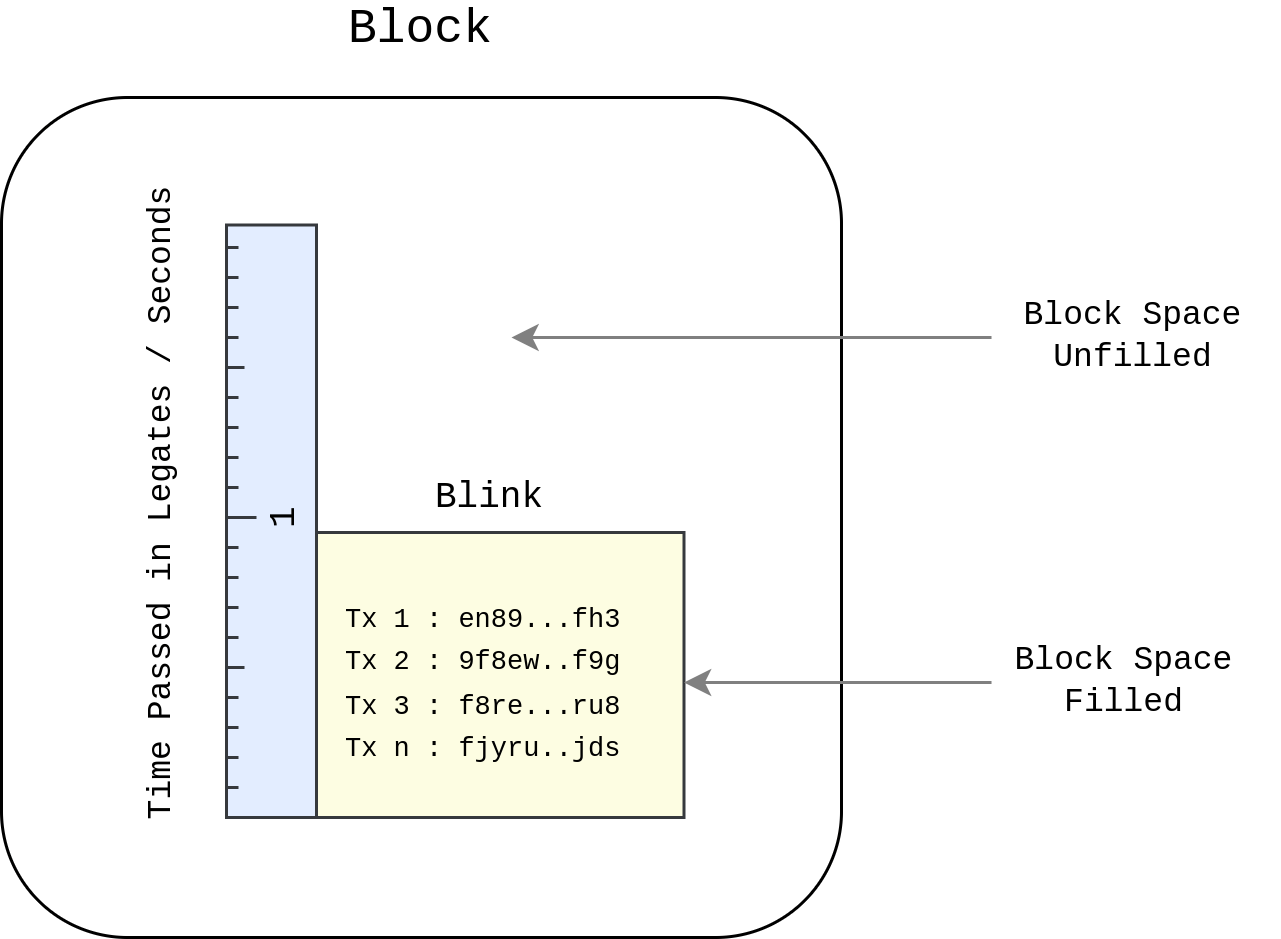 Block
Time Passed in Legates / Seconds
1
Block Space
Unfilled
Blink
Tx 1 : en89...fh3
Tx 2 : 9f8ew..f9g
Tx 3 : f8re...ru8
Tx n : fjyru..jds
Block Space
Filled